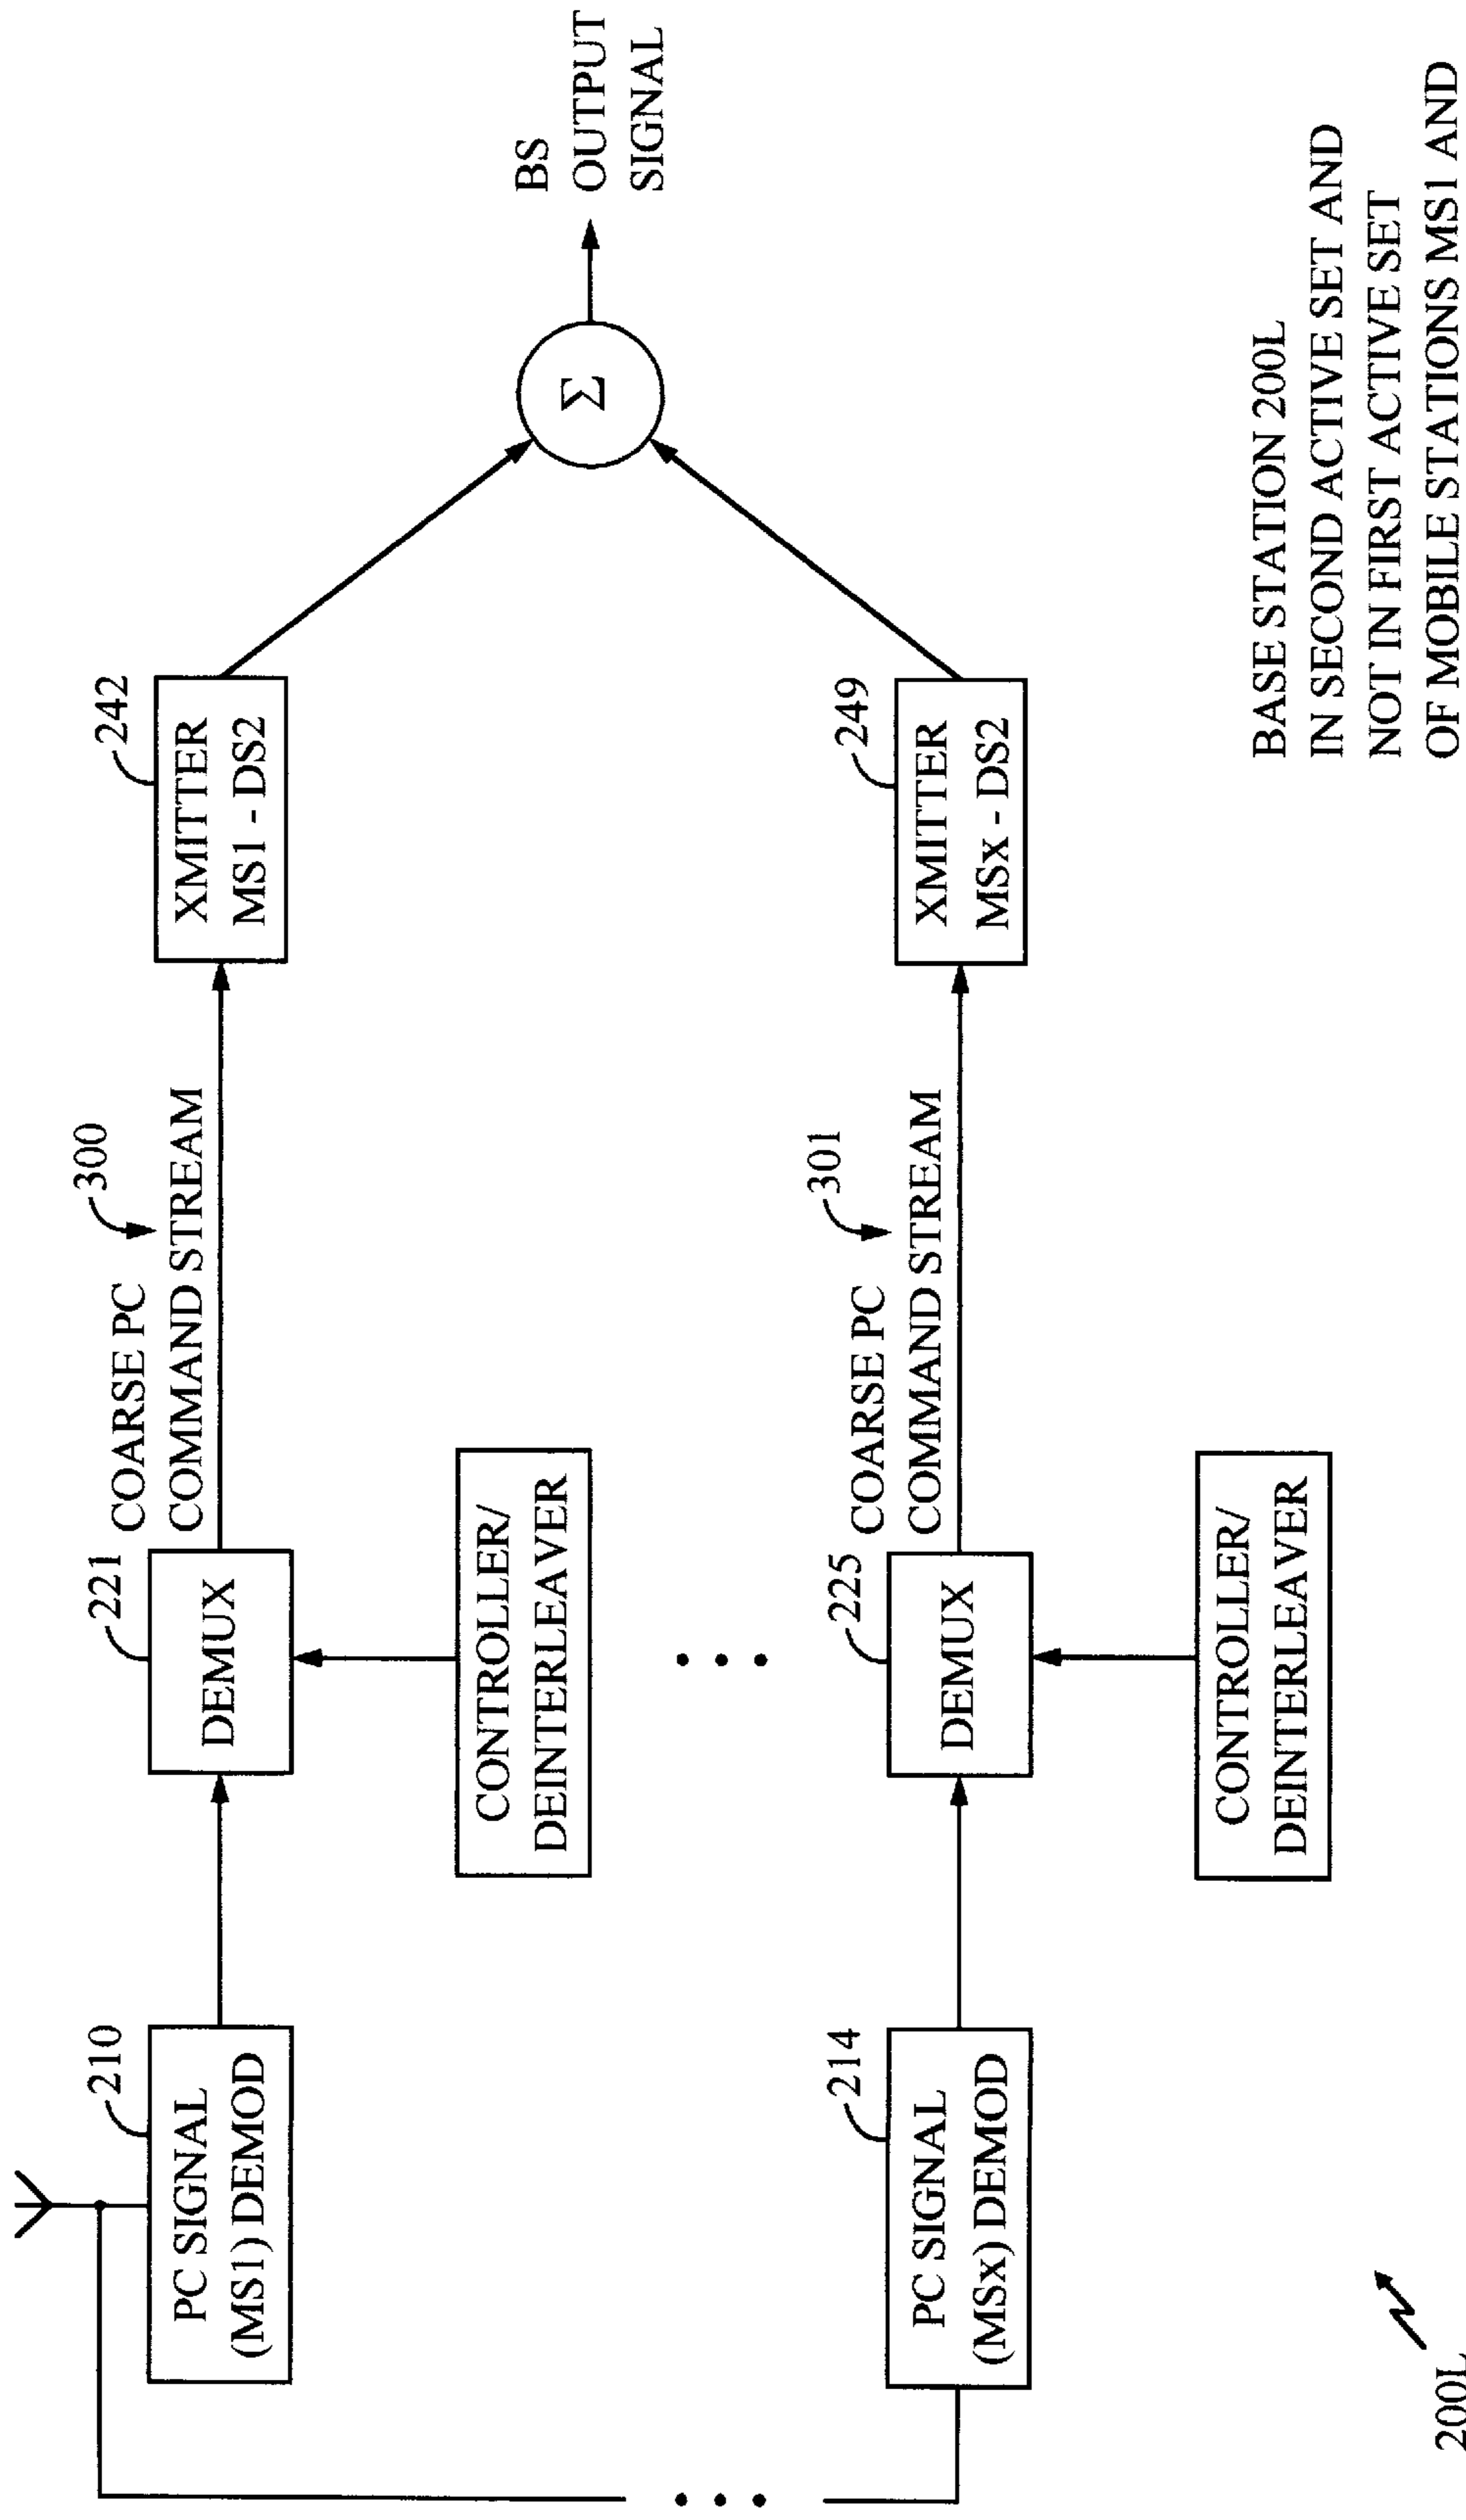 210
PC SIGNAL
(MS1) DEMOD
221
DEMUX
CONTROLLER/
DEINTERLEAVER
COARSE PC
COMMAND STREAM
300
242
XMITTER
MS1 - DS2
Σ
BS
OUTPUT
SIGNAL
214
PC SIGNAL
(MSx) DEMOD
225
DEMUX
CONTROLLER/
DEINTERLEAVER
COARSE PC
COMMAND STREAM
301
249
XMITTER
MSx - DS2
200L
BASE STATION 200L
IN SECOND ACTIVE SET AND
NOT IN FIRST ACTIVE SET
OF MOBILE STATIONS MS1 AND